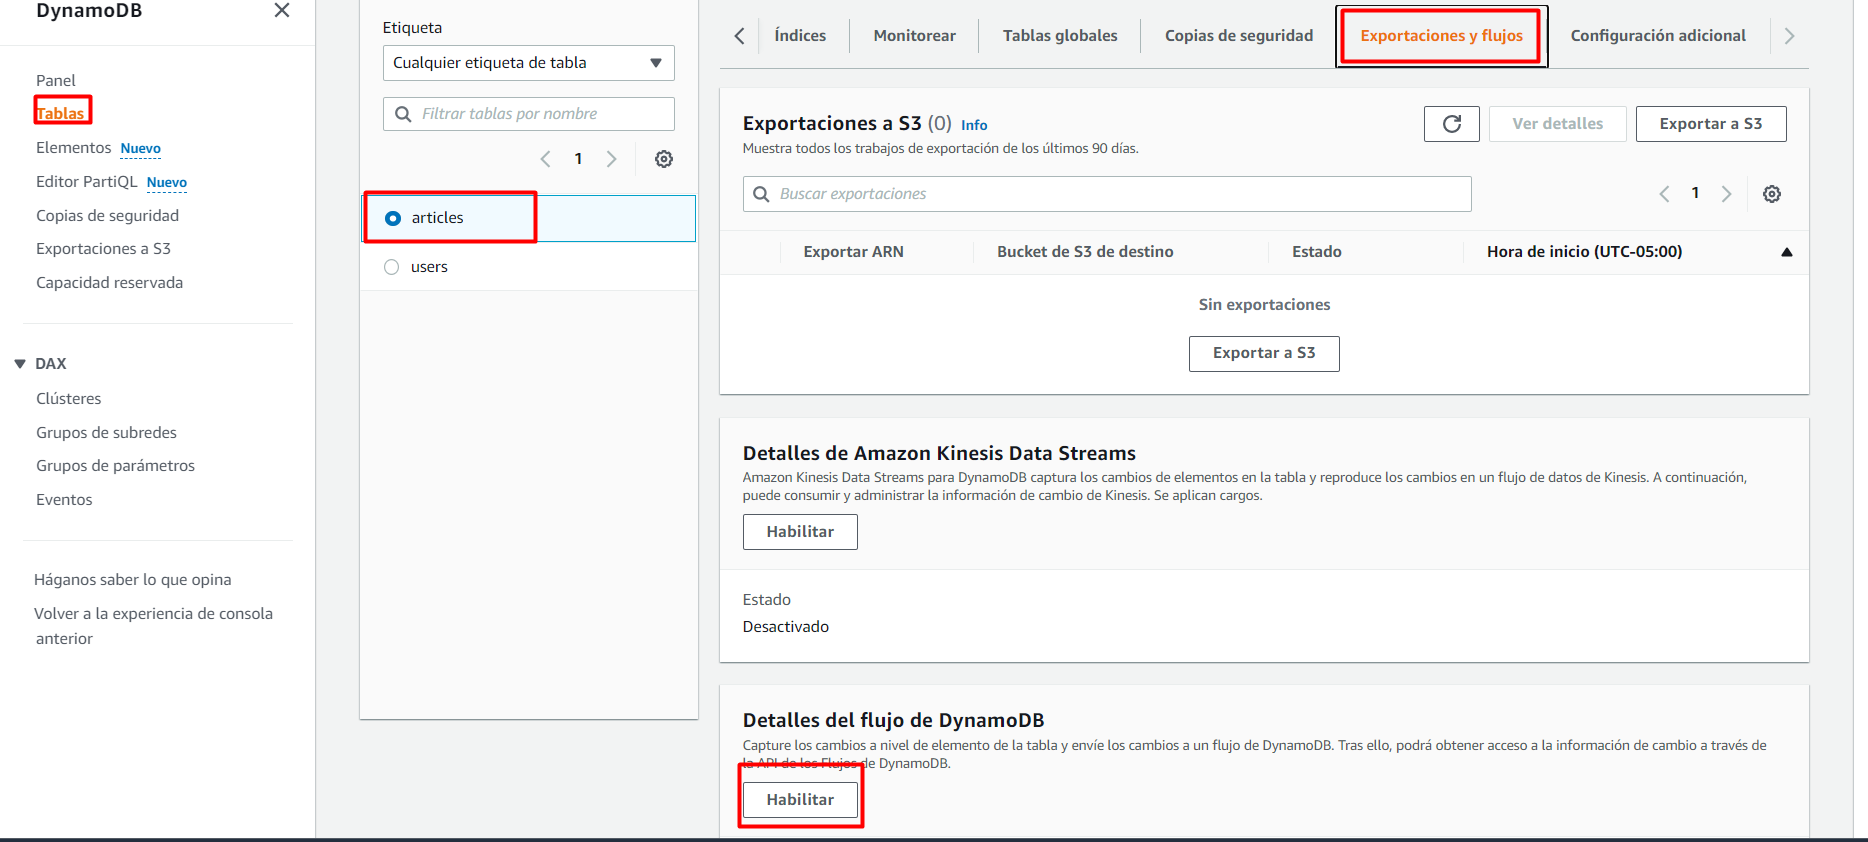 DynamoDB
Panel
Tablas
Elementos Nuevo
Editor PartiQL Nuevo
Copias de seguridad
Exportaciones a S3
Capacidad reservada
DAX
Clústeres
Grupos de subredes
Grupos de parámetros
Eventos
Háganos saber lo que opina
Volver a la experiencia de consola
anterior
Etiqueta
Cualquier etiqueta de tabla
Filtrar tablas por nombre
1
articles
users
Índices Monitorear Tablas globales Copias de seguridad Exportaciones y flujos Configuración adicional
Exportaciones a S3 (0) Info
Muestra todos los trabajos de exportación de los últimos 90 días.
Ver detalles
Exportar a S3
Buscar exportaciones
1
Exportar ARN Bucket de S3 de destino Estado Hora de inicio (UTC-05:00)
Sin exportaciones
Exportar a S3
Detalles de Amazon Kinesis Data Streams
Amazon Kinesis Data Streams para DynamoDB captura los cambios de elementos en la tabla y reproduce los cambios en un flujo de datos de Kinesis. A continuación,
puede consumir y administrar la información de cambio de Kinesis. Se aplican cargos.
Habilitar
Estado
Desactivado
Detalles del flujo de DynamoDB
Capture los cambios a nivel de elemento de la tabla y envíe los cambios a un flujo de DynamoDB. Tras ello, podrá obtener acceso a la información de cambio a través de
la API de los Flujos de DynamoDB.
Habilitar